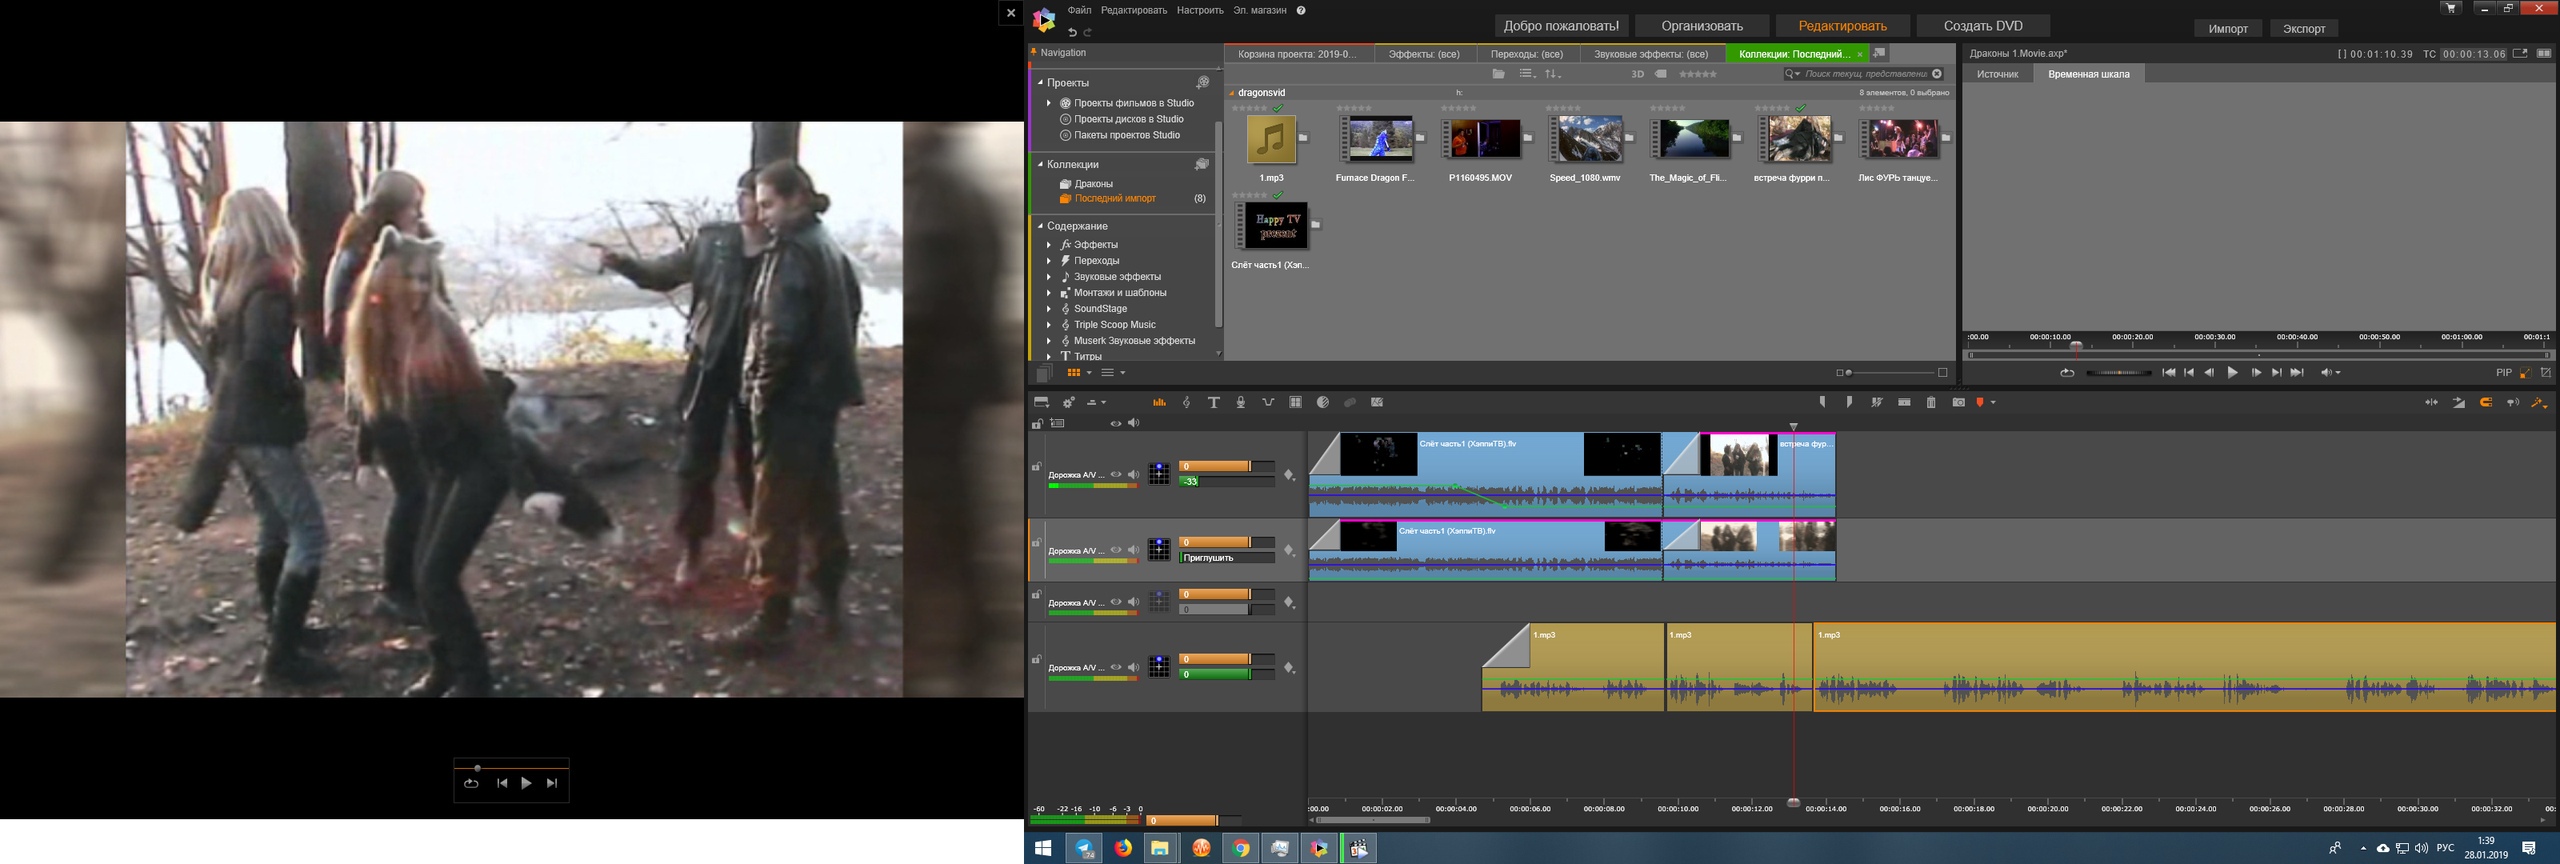 Файл Редактировать Настроить Эл. магазин
Добро пожаловать! Организовать Редактировать Создать DVD
Импорт Экспорт
Navigation
Проекты
Проекты фильмов в Studio
Проекты дисков в Studio
Пакеты проектов Studio
Коллекции
Драконы
Последний импорт (8)
Содержание
Эффекты
Переходы
Звуковые эффекты
Монтажи и шаблоны
SoundStage
Triple Scoop Music
Muserk Звуковые эффекты
Титры
Корзина проекта: 2019-0... Эффекты: (все) Переходы: (все) Звуковые эффекты: (все) Коллекции: Последний...
3D Поиск текущ. представлени
dragonsvid h: 8 элементов, 0 выбрано
1.mp3 Furnace Dragon F... P1160495.MOV Speed_1080.wmv The_Magic_of_Fli... встреча фурри п... Лис ФУРЬ танцуе...
Happy TV
prezent
Слёт часть1 (Хэп...
Драконы 1.Movie.axp* [ ] 00:01:10.39 TC 00:00:13.06
Источник Временная шкала
:00.00 00:00:10.00 00:00:20.00 00:00:30.00 00:00:40.00 00:00:50.00 00:01:00.00 00:01:1
PIP
Дорожка A/V ... 0
-33
Слёт часть1 (ХэппиТВ).flv встреча фур...
Дорожка A/V ... 0
Приглушить
Слёт часть1 (ХэппиТВ).flv
Дорожка A/V ... 0
0
Дорожка A/V ... 0
0
1.mp3 1.mp3 1.mp3
-60 -22 -16 -10 -6 -3 0
0
:00.00 00:00:02.00 00:00:04.00 00:00:06.00 00:00:08.00 00:00:10.00 00:00:12.00 00:00:14.00 00:00:16.00 00:00:18.00 00:00:20.00 00:00:22.00 00:00:24.00 00:00:26.00 00:00:28.00 00:00:30.00 00:00:32.00 00:
74
РУС
1:39
28.01.2019